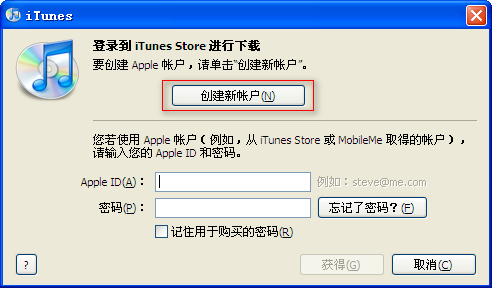 iTunes
登录到 iTunes Store 进行下载
要创建 Apple 帐户，请单击“创建新帐户”。
创建新帐户(N)
您若使用 Apple 帐户（例如，从 iTunes Store 或 MobileMe 取得的帐户），
请输入您的 Apple ID 和密码。
Apple ID(A)： 例如：steve@me.com
密码(P)： 忘记了密码？(F)
记住用于购买的密码(R)
? 获得(G) 取消(C)